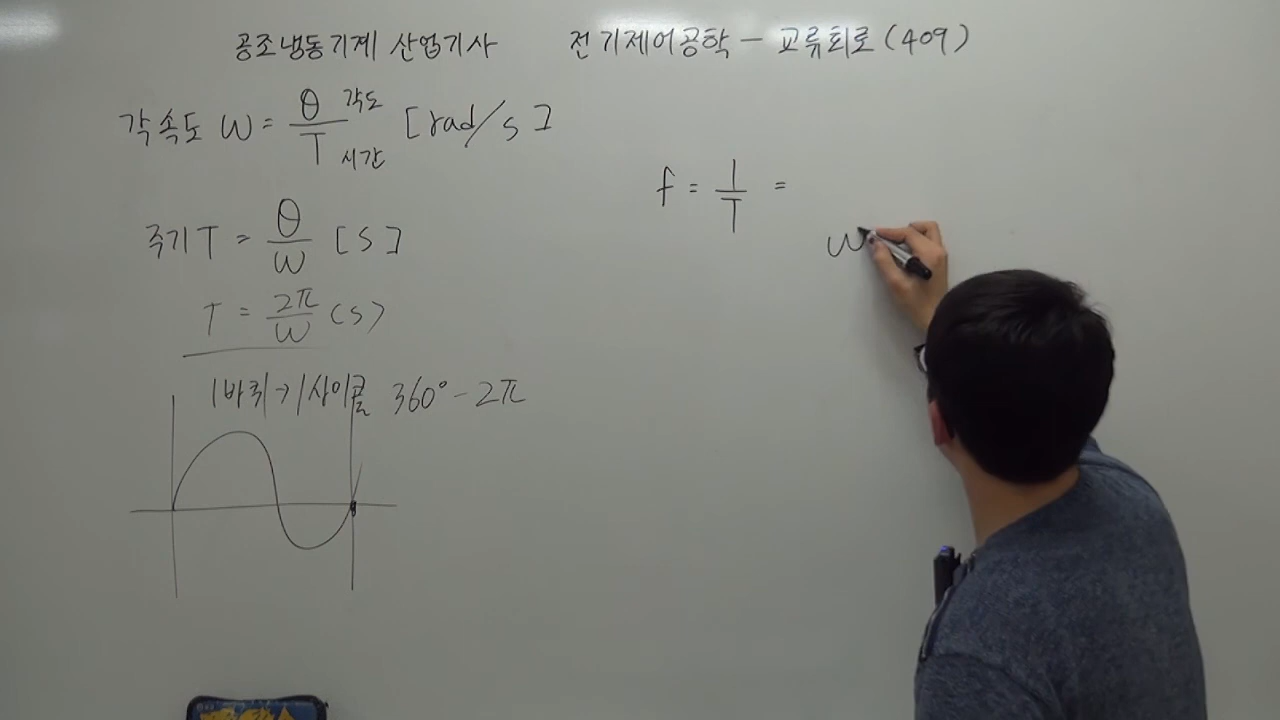 공조냉동기계 산업기사 전기제어공학 - 교류회로 (409)
각속도 ω = θ/T 각도 시간 [rad/s]
주기 T = θ/ω [s]
T = 2π/ω (s)
1바퀴 → 1사이클 360° - 2π
f = 1/T =
ω